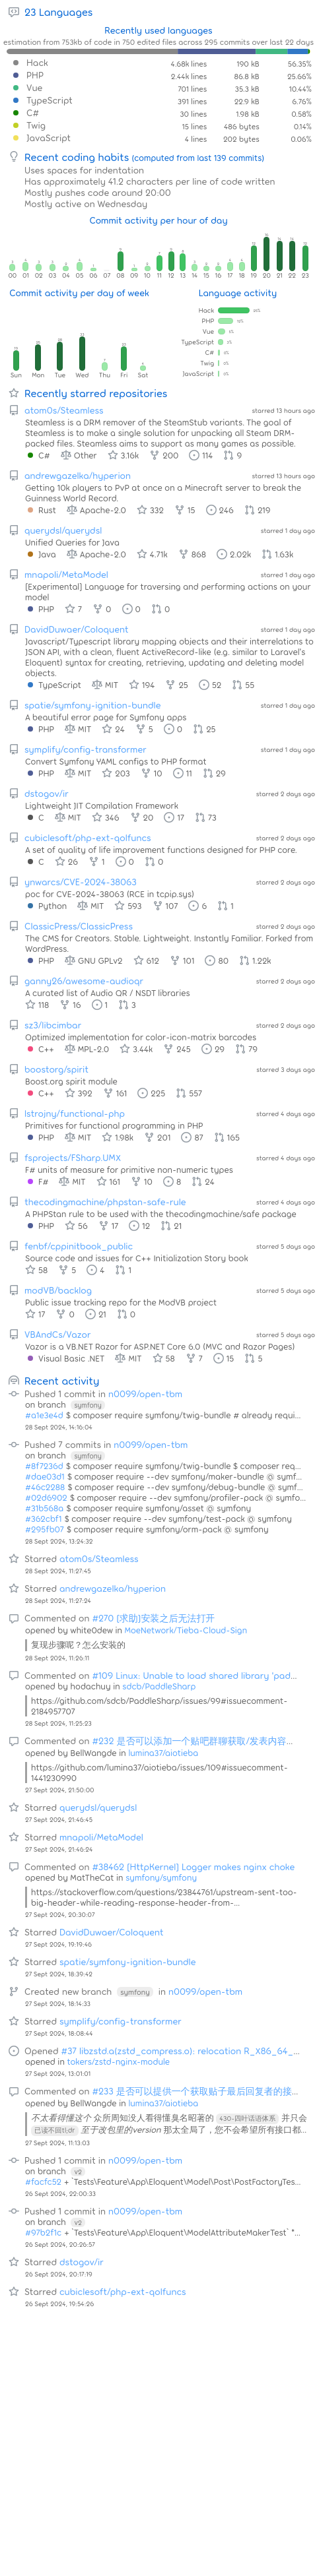 23 Languages
Recently used languages
estimation from 753kb of code in 750 edited files across 295 commits over last 22 days
Hack 4.68k lines 190 kB 56.35%
PHP 2.44k lines 86.8 kB 25.66%
Vue 701 lines 35.3 kB 10.44%
TypeScript 391 lines 22.9 kB 6.76%
C# 30 lines 1.98 kB 0.58%
Twig 15 lines 486 bytes 0.14%
JavaScript 4 lines 202 bytes 0.06%
Recent coding habits (computed from last 139 commits)
Uses spaces for indentation
Has approximately 41.2 characters per line of code written
Mostly pushes code around 20:00
Mostly active on Wednesday
Commit activity per hour of day
00 01 02 03 04 05 06 07 08 09 10 11 12 13 14 15 16 17 18 19 20 21 22 23
Commit activity per day of week
Sun Mon Tue Wed Thu Fri Sat
Language activity
Hack
PHP
Vue
TypeScript
C#
Twig
JavaScript
Recently starred repositories
atom0s/Steamless starred 13 hours ago
Steamless is a DRM remover of the SteamStub variants. The goal of
Steamless is to make a single solution for unpacking all Steam DRM-
packed files. Steamless aims to support as many games as possible.
C# Other 3.16k 200 114 9
andrewgazelka/hyperion starred 13 hours ago
Getting 10k players to PvP at once on a Minecraft server to break the
Guinness World Record.
Rust Apache-2.0 332 15 246 219
querydsl/querydsl starred 1 day ago
Unified Queries for Java
Java Apache-2.0 4.71k 868 2.02k 1.63k
mnapoli/MetaModel starred 1 day ago
[Experimental] Language for traversing and performing actions on your
model
PHP 7 0 0 0
DavidDuwaer/Coloquent starred 1 day ago
Javascript/Typescript library mapping objects and their interrelations to
JSON API, with a clean, fluent ActiveRecord-like (e.g. similar to Laravel's
Eloquent) syntax for creating, retrieving, updating and deleting model
objects.
TypeScript MIT 194 25 52 55
spatie/symfony-ignition-bundle starred 1 day ago
A beautiful error page for Symfony apps
PHP MIT 24 5 0 25
symplify/config-transformer starred 1 day ago
Convert Symfony YAML configs to PHP format
PHP MIT 203 10 11 29
dstogov/ir starred 2 days ago
Lightweight JIT Compilation Framework
C MIT 346 20 17 73
cubiclesoft/php-ext-qolfuncs starred 2 days ago
A set of quality of life improvement functions designed for PHP core.
C 26 1 0 0
ynwarcs/CVE-2024-38063 starred 2 days ago
poc for CVE-2024-38063 (RCE in tcpip.sys)
Python MIT 593 107 6 1
ClassicPress/ClassicPress starred 2 days ago
The CMS for Creators. Stable. Lightweight. Instantly Familiar. Forked from
WordPress.
PHP GNU GPLv2 612 101 80 1.22k
ganny26/awesome-audioqr starred 2 days ago
A curated list of Audio QR / NSDT libraries
118 16 1 3
sz3/libcimbar starred 2 days ago
Optimized implementation for color-icon-matrix barcodes
C++ MPL-2.0 3.44k 245 29 79
boostorg/spirit starred 3 days ago
Boost.org spirit module
C++ 392 161 225 557
lstrojny/functional-php starred 4 days ago
Primitives for functional programming in PHP
PHP MIT 1.98k 201 87 165
fsprojects/FSharp.UMX starred 4 days ago
F# units of measure for primitive non-numeric types
F# MIT 161 10 8 24
thecodingmachine/phpstan-safe-rule starred 4 days ago
A PHPStan rule to be used with the thecodingmachine/safe package
PHP 56 17 12 21
fenbf/cppinitbook_public starred 5 days ago
Source code and issues for C++ Initialization Story book
58 5 4 1
modVB/backlog starred 5 days ago
Public issue tracking repo for the ModVB project
17 0 21 0
VBAndCs/Vazor starred 5 days ago
Vazor is a VB.NET Razor for ASP.NET Core 6.0 (MVC and Razor Pages)
Visual Basic .NET MIT 58 7 15 5
Recent activity
Pushed 1 commit in n0099/open-tbm
on branch symfony
#a1e3e4d $ composer require symfony/twig-bundle # already requi...
28 Sept 2024, 14:16:04
Pushed 7 commits in n0099/open-tbm
on branch symfony
#8f7236d $ composer require symfony/twig-bundle $ composer req...
#dae03d1 $ composer require --dev symfony/maker-bundle @ symf...
#46c2288 $ composer require --dev symfony/debug-bundle @ symf...
#02d6902 $ composer require --dev symfony/profiler-pack @ symfo...
#31b568a $ composer require symfony/asset @ symfony
#362cbf1 $ composer require --dev symfony/test-pack @ symfony
#295fb07 $ composer require symfony/orm-pack @ symfony
28 Sept 2024, 13:24:32
Starred atom0s/Steamless
28 Sept 2024, 11:27:45
Starred andrewgazelka/hyperion
28 Sept 2024, 11:27:24
Commented on #270 [求助]安装之后无法打开
opened by white0dew in MoeNetwork/Tieba-Cloud-Sign
复现步骤呢？怎么安装的
28 Sept 2024, 11:26:11
Commented on #109 Linux: Unable to load shared library 'pad...
opened by hodachuy in sdcb/PaddleSharp
https://github.com/sdcb/PaddleSharp/issues/99#issuecomment-
2184957707
28 Sept 2024, 11:25:23
Commented on #232 是否可以添加一个贴吧群聊获取/发表内容...
opened by BellWangde in lumina37/aiotieba
https://github.com/lumina37/aiotieba/issues/109#issuecomment-
1441230990
27 Sept 2024, 21:50:00
Starred querydsl/querydsl
27 Sept 2024, 21:46:45
Starred mnapoli/MetaModel
27 Sept 2024, 21:46:24
Commented on #38462 [HttpKernel] Logger makes nginx choke
opened by MatTheCat in symfony/symfony
https://stackoverflow.com/questions/23844761/upstream-sent-too-
big-header-while-reading-response-header-from-...
27 Sept 2024, 20:30:07
Starred DavidDuwaer/Coloquent
27 Sept 2024, 19:19:46
Starred spatie/symfony-ignition-bundle
27 Sept 2024, 18:39:42
Created new branch symfony in n0099/open-tbm
27 Sept 2024, 18:14:33
Starred symplify/config-transformer
27 Sept 2024, 18:08:44
Opened #37 libzstd.a(zstd_compress.o): relocation R_X86_64_...
opened in tokers/zstd-nginx-module
27 Sept 2024, 13:01:01
Commented on #233 是否可以提供一个获取贴子最后回复者的接...
opened by BellWangde in lumina37/aiotieba
不太看得懂这个 众所周知没人看得懂臭名昭著的 430-四叶话语体系 并只会
已读不回tldr 至于改包里的version 那太全局了，您不会希望所有接口都...
27 Sept 2024, 11:13:03
Pushed 1 commit in n0099/open-tbm
on branch v2
#facfc52 + `Tests\Feature\App\Eloquent\Model\Post\PostFactoryTes...
26 Sept 2024, 22:00:33
Pushed 1 commit in n0099/open-tbm
on branch v2
#97b2f1c + `Tests\Feature\App\Eloquent\ModelAttributeMakerTest` *...
26 Sept 2024, 20:26:57
Starred dstogov/ir
26 Sept 2024, 20:17:19
Starred cubiclesoft/php-ext-qolfuncs
26 Sept 2024, 19:54:26